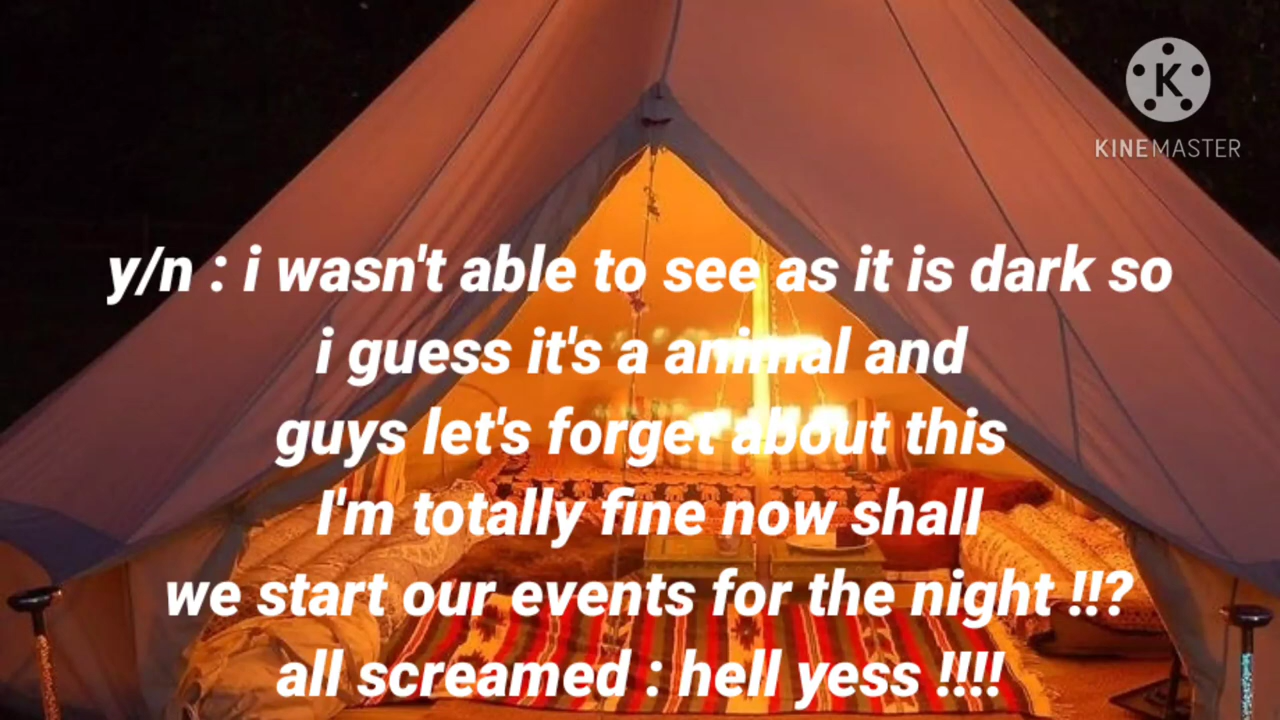 K
KINEMASTER
y/n : i wasn't able to see as it is dark so
i guess it's a animal and
guys let's forget about this
I'm totally fine now shall
we start our events for the night !!?
all screamed : hell yess !!!!